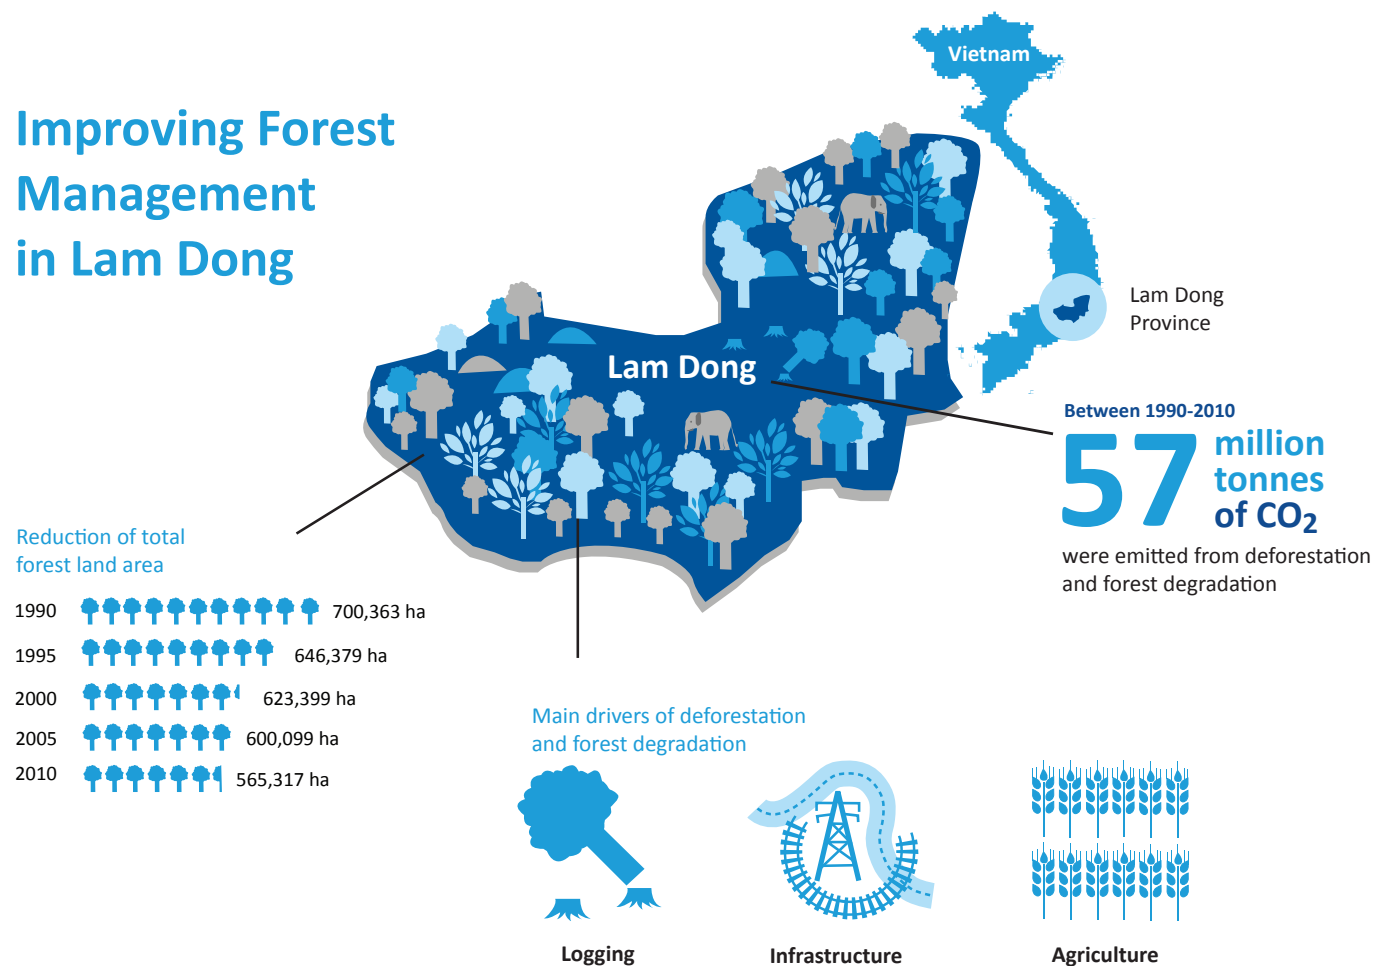 Improving Forest
Management
in Lam Dong
Vietnam
Lam Dong
Province
Lam Dong
Between 1990-2010
57 million
tonnes
of CO2
were emitted from deforestation
and forest degradation
Reduction of total
forest land area
1990 700,363 ha
1995 646,379 ha
2000 623,399 ha
2005 600,099 ha
2010 565,317 ha
Main drivers of deforestation
and forest degradation
Logging
Infrastructure
Agriculture